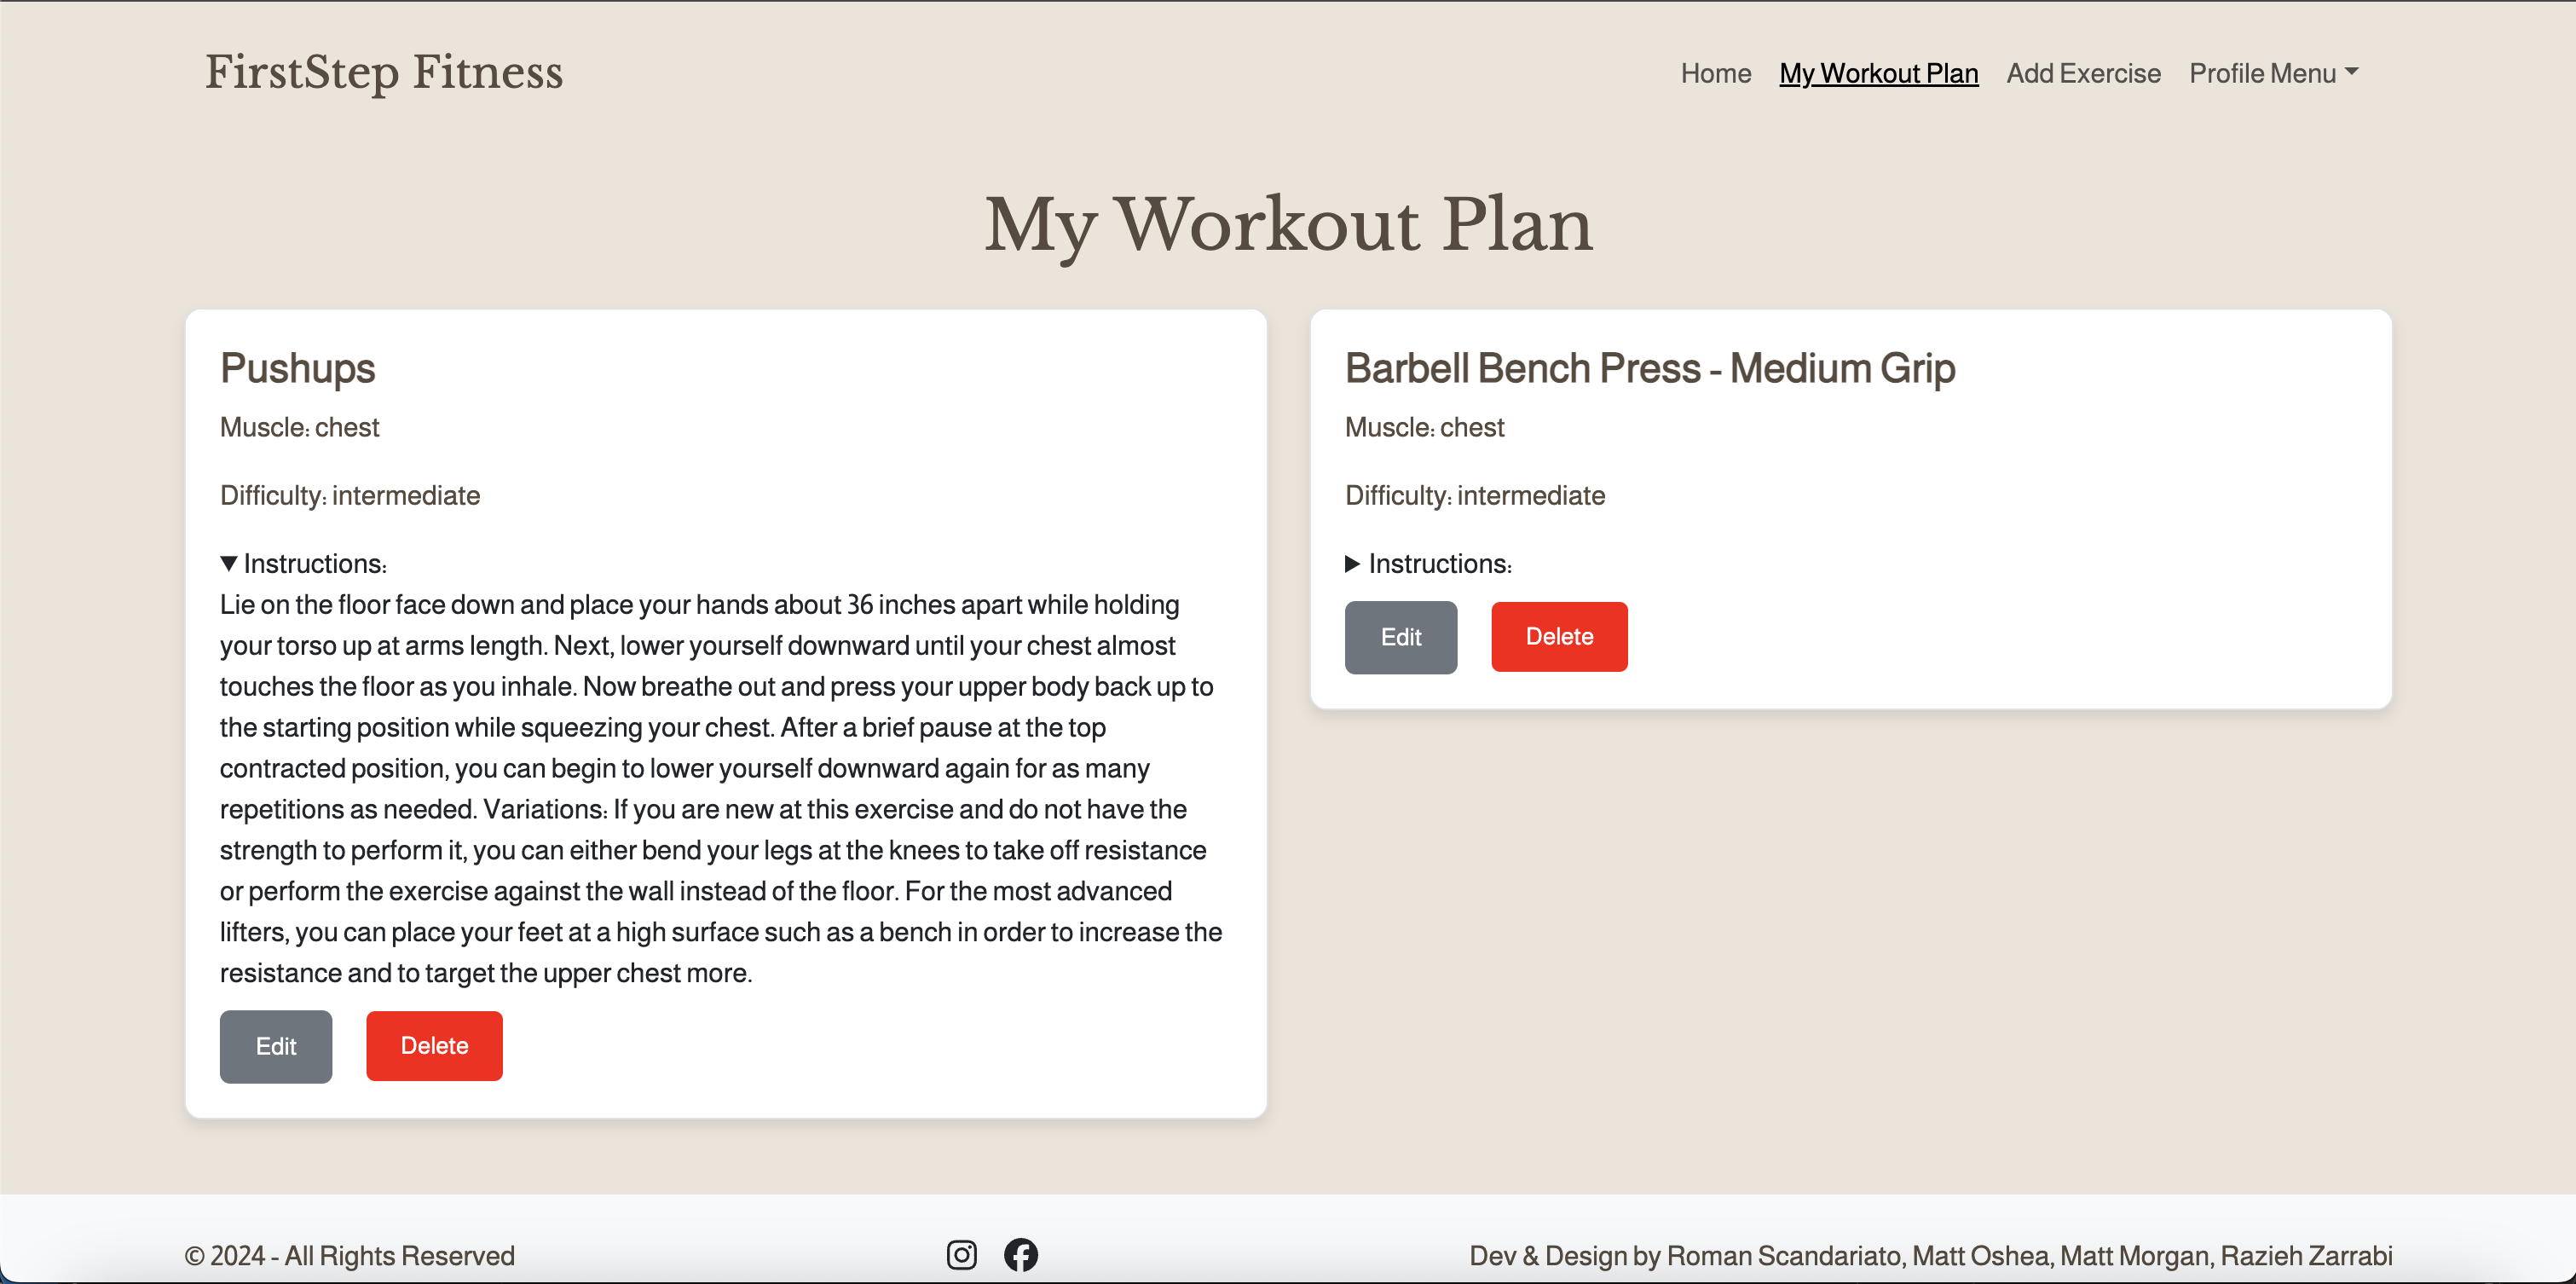 FirstStep Fitness
Home My Workout Plan Add Exercise Profile Menu
My Workout Plan
Pushups
Muscle: chest
Difficulty: intermediate
Instructions:
Lie on the floor face down and place your hands about 36 inches apart while holding
your torso up at arms length. Next, lower yourself downward until your chest almost
touches the floor as you inhale. Now breathe out and press your upper body back up to
the starting position while squeezing your chest. After a brief pause at the top
contracted position, you can begin to lower yourself downward again for as many
repetitions as needed. Variations: If you are new at this exercise and do not have the
strength to perform it, you can either bend your legs at the knees to take off resistance
or perform the exercise against the wall instead of the floor. For the most advanced
lifters, you can place your feet at a high surface such as a bench in order to increase the
resistance and to target the upper chest more.
Edit Delete
Barbell Bench Press - Medium Grip
Muscle: chest
Difficulty: intermediate
Instructions:
Edit Delete
© 2024 - All Rights Reserved
Dev & Design by Roman Scandariato, Matt Oshea, Matt Morgan, Razieh Zarrabi